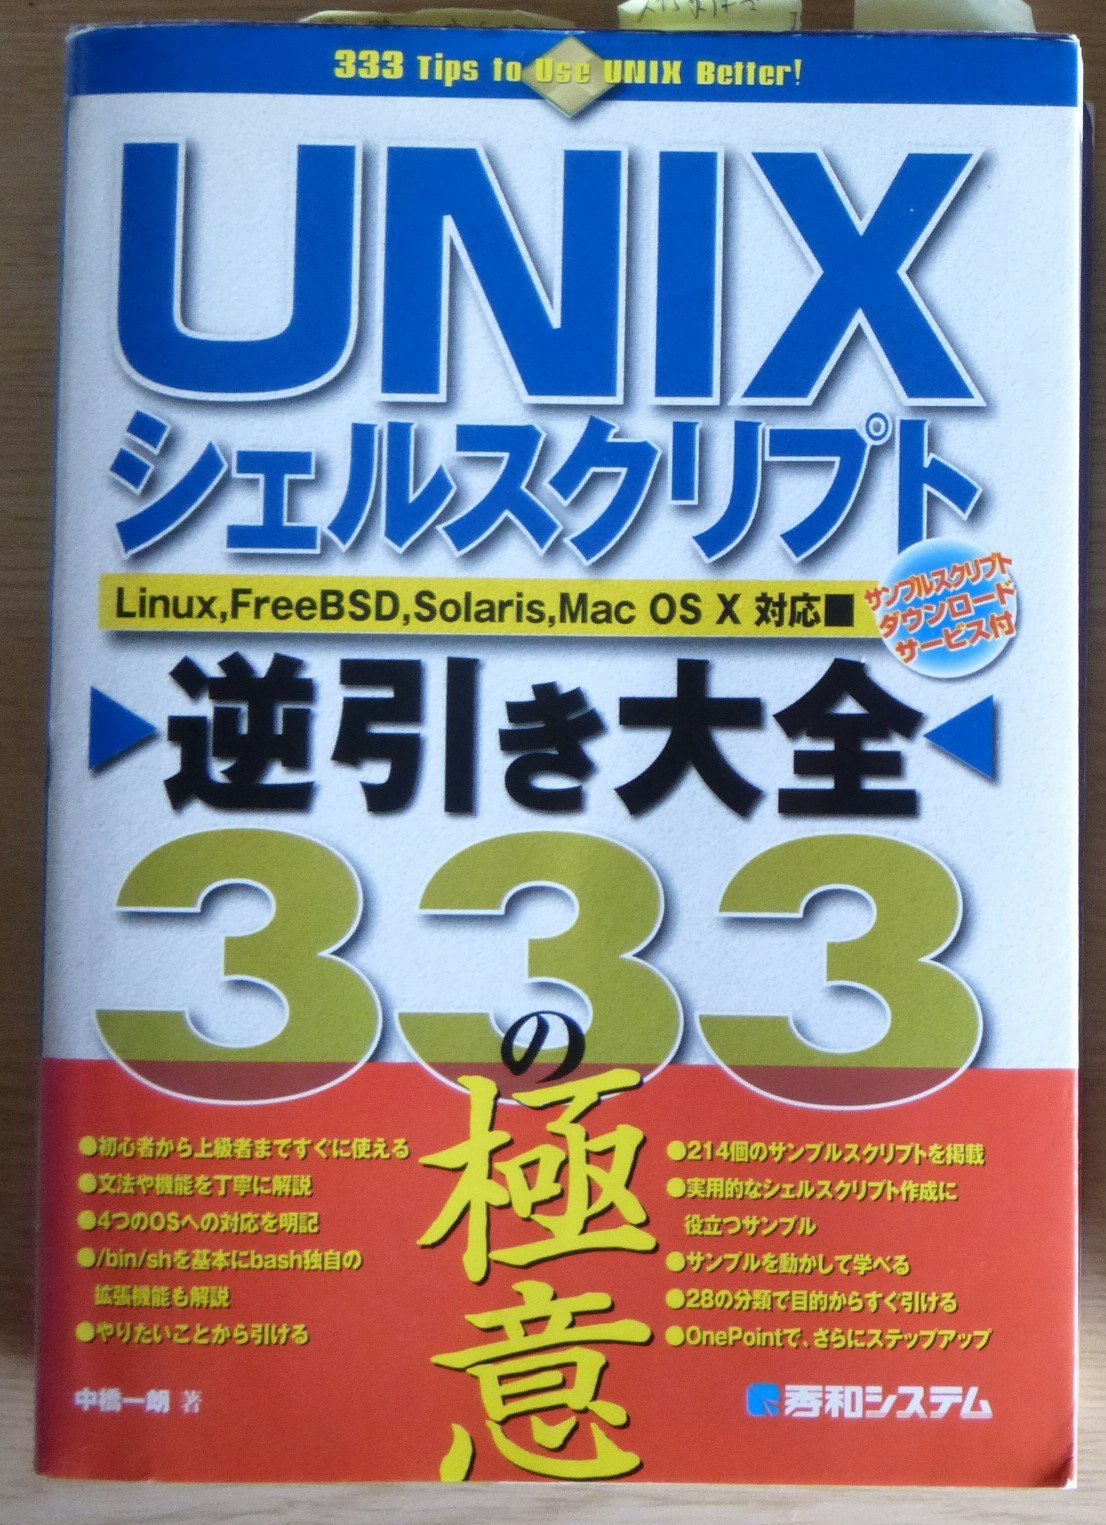 333 Tips to Use UNIX Better!
UNIX
シェルスクリプト
Linux,FreeBSD,Solaris,Mac OS X 対応■
サンプルスクリプト
ダウンロード
サービス付
逆引き大全
333
の
極意
●初心者から上級者まですぐに使える
●文法や機能を丁寧に解説
●4つのOSへの対応を明記
●/bin/shを基本にbash独自の
拡張機能も解説
●やりたいことから引ける
●214個のサンプルスクリプトを掲載
●実用的なシェルスクリプト作成に
役立つサンプル
●サンプルを動かして学べる
●28の分類で目的からすぐ引ける
●OnePointで、さらにステップアップ
中橋一朗 著
秀和システム